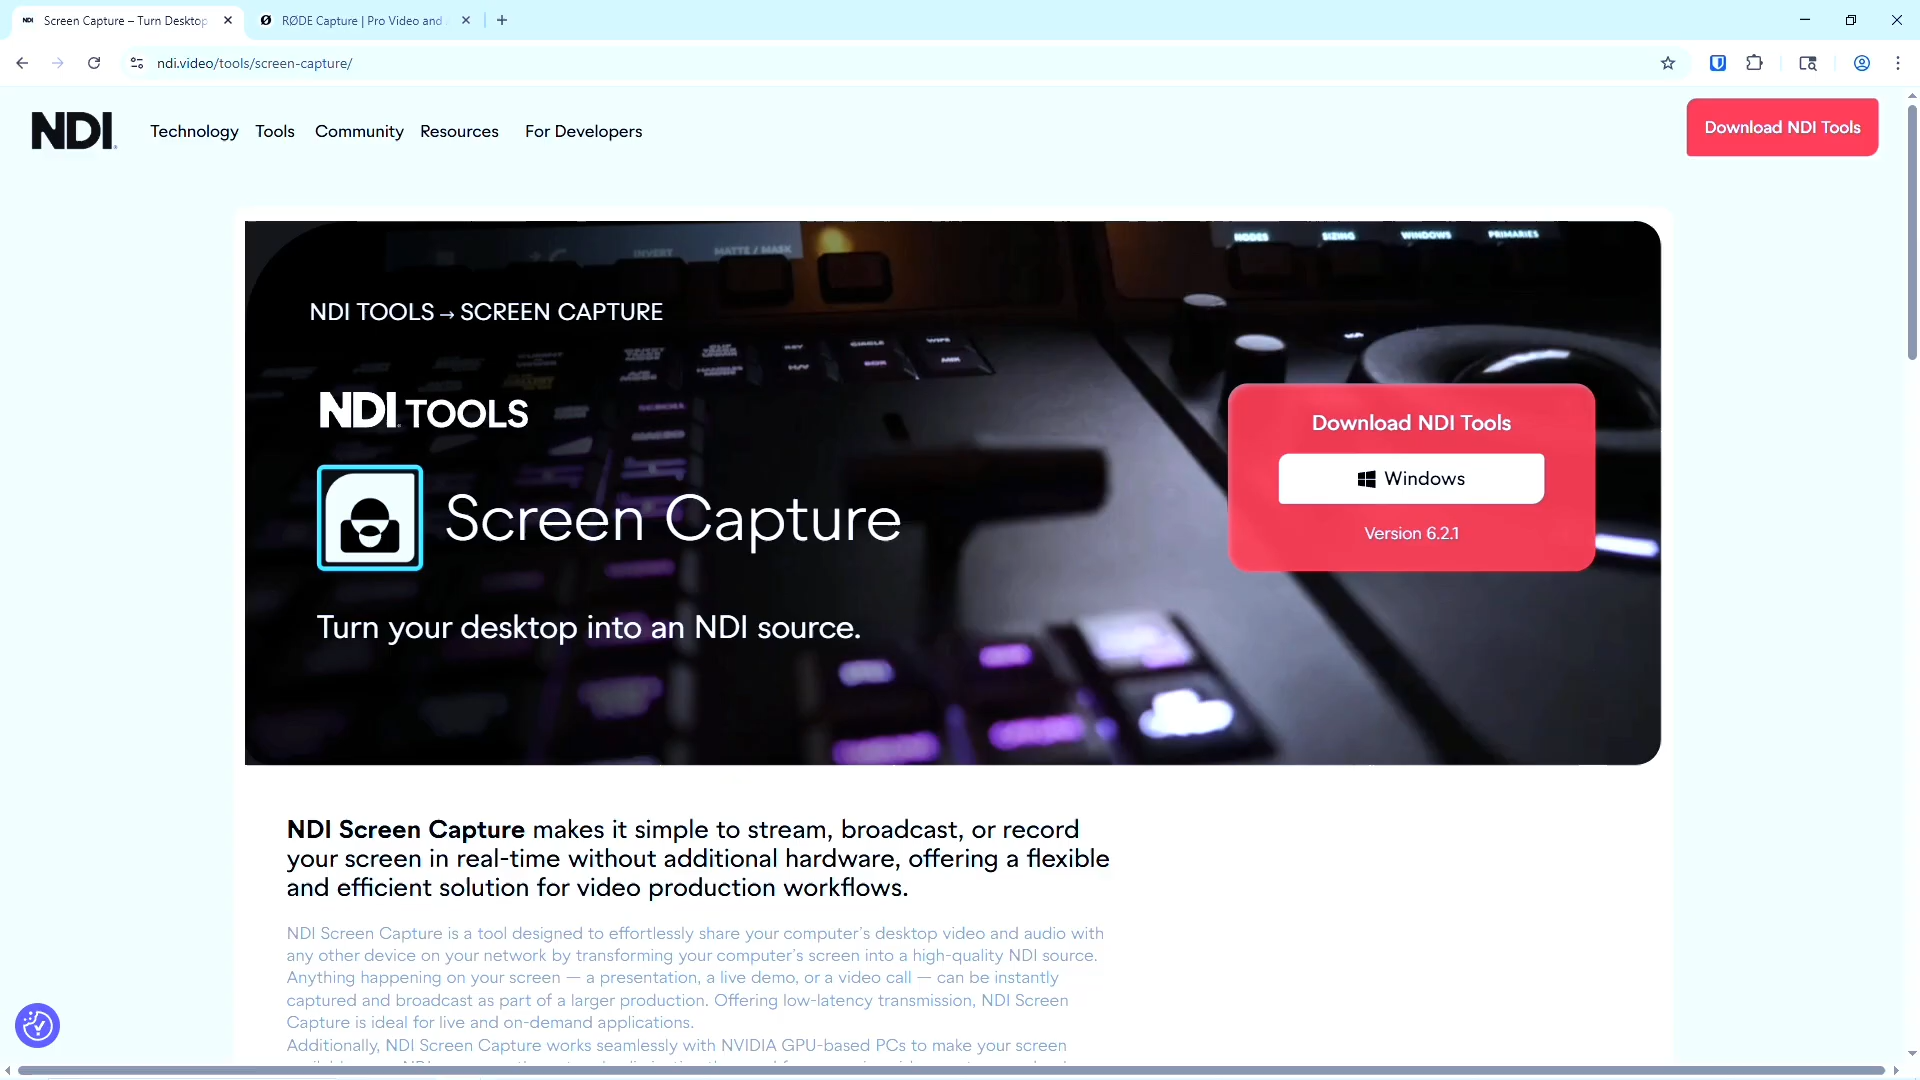 Screen Capture – Turn Desktop
RØDE Capture | Pro Video and
ndi.video/tools/screen-capture/
NDI
Technology
Tools
Community
Resources
For Developers
Download NDI Tools
INVERT
MATTE / MASK
NODES
SIZING
WINDOWS
PRIMARIES
NDI TOOLS → SCREEN CAPTURE
NDI TOOLS
Screen Capture
Turn your desktop into an NDI source.
Download NDI Tools
Windows
Version 6.2.1
NDI Screen Capture makes it simple to stream, broadcast, or record
your screen in real-time without additional hardware, offering a flexible
and efficient solution for video production workflows.
NDI Screen Capture is a tool designed to effortlessly share your computer's desktop video and audio with
any other device on your network by transforming your computer's screen into a high-quality NDI source.
Anything happening on your screen — a presentation, a live demo, or a video call — can be instantly
captured and broadcast as part of a larger production. Offering low-latency transmission, NDI Screen
Capture is ideal for live and on-demand applications.
Additionally, NDI Screen Capture works seamlessly with NVIDIA GPU-based PCs to make your screen